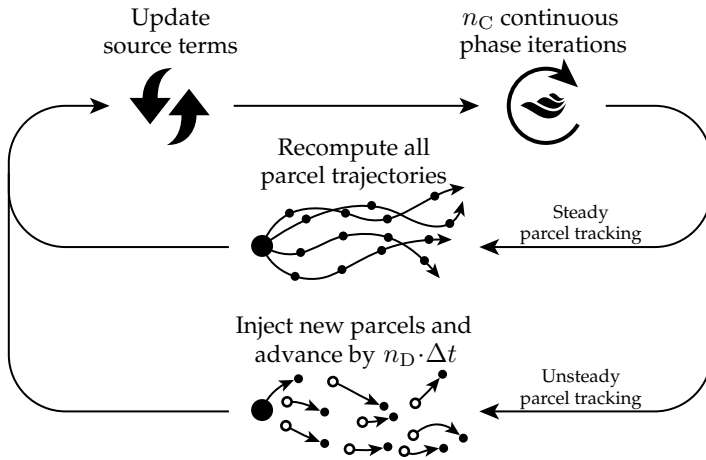 Update
source terms
n_C continuous
phase iterations
Recompute all
parcel trajectories
Steady
parcel tracking
Inject new parcels and
advance by n_D·Δt
Unsteady
parcel tracking